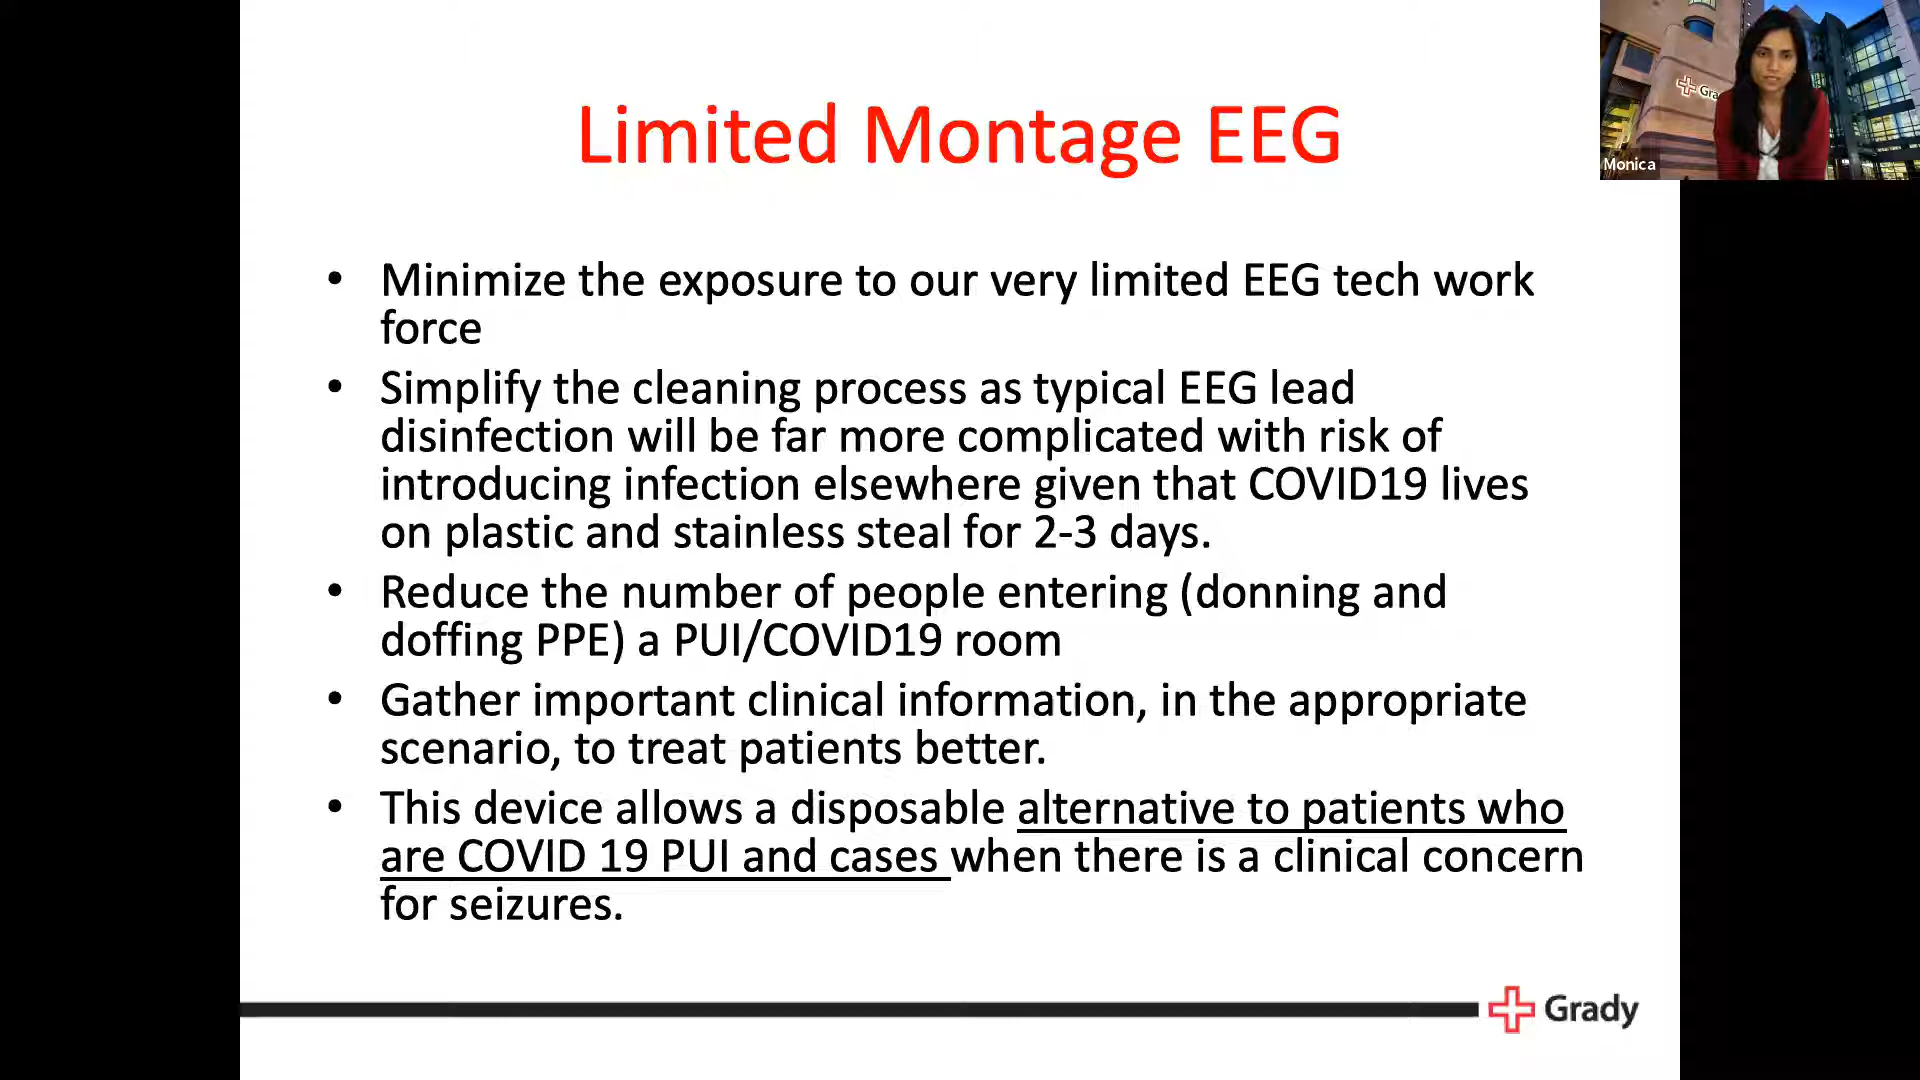 Limited Montage EEG
Gra
Monica
• Minimize the exposure to our very limited EEG tech work
force
• Simplify the cleaning process as typical EEG lead
disinfection will be far more complicated with risk of
introducing infection elsewhere given that COVID19 lives
on plastic and stainless steal for 2-3 days.
• Reduce the number of people entering (donning and
doffing PPE) a PUI/COVID19 room
• Gather important clinical information, in the appropriate
scenario, to treat patients better.
• This device allows a disposable alternative to patients who
are COVID 19 PUI and cases when there is a clinical concern
for seizures.
Grady